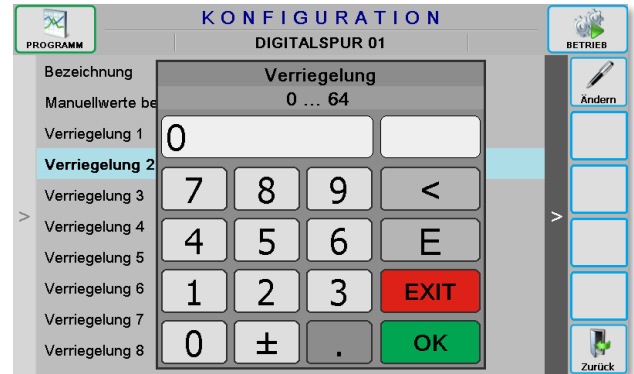 KONFIGURATION
DIGITALSPUR 01
PROGRAMM
BETRIEB
Bezeichnung
Manuellwerte be
Verriegelung 1
Verriegelung 2
Verriegelung 3
Verriegelung 4
Verriegelung 5
Verriegelung 6
Verriegelung 7
Verriegelung 8
>
Verriegelung
0 ... 64
0
7 8 9 <
4 5 6 E
1 2 3 EXIT
0 ± . OK
>
Ändern
Zurück